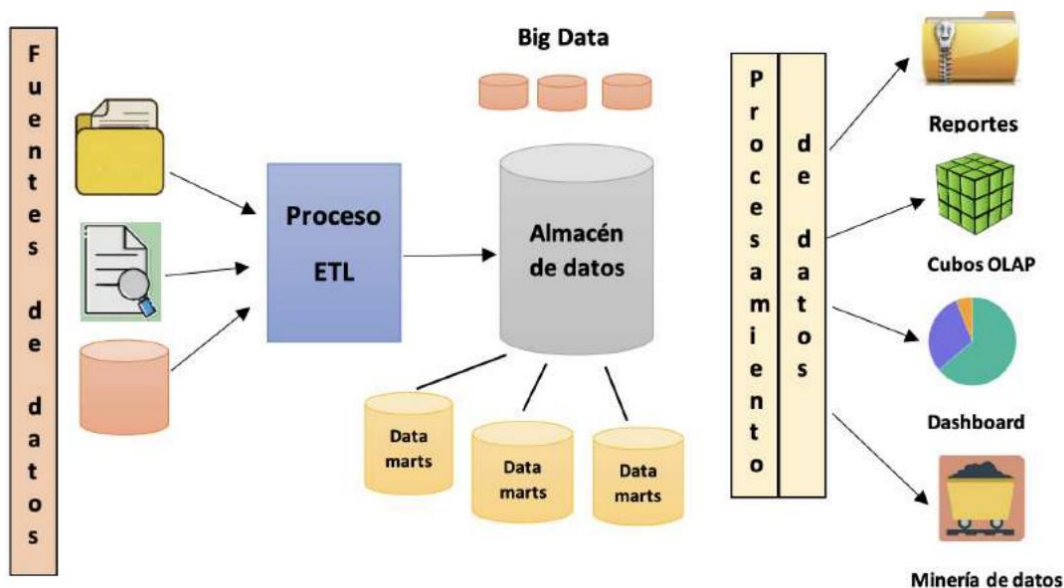 Fuentes de datos
Big Data
Proceso
ETL
Almacén
de datos
Data
marts
Data
marts
Data
marts
Procesamiento
de datos
Reportes
Cubos OLAP
Dashboard
Minería de datos